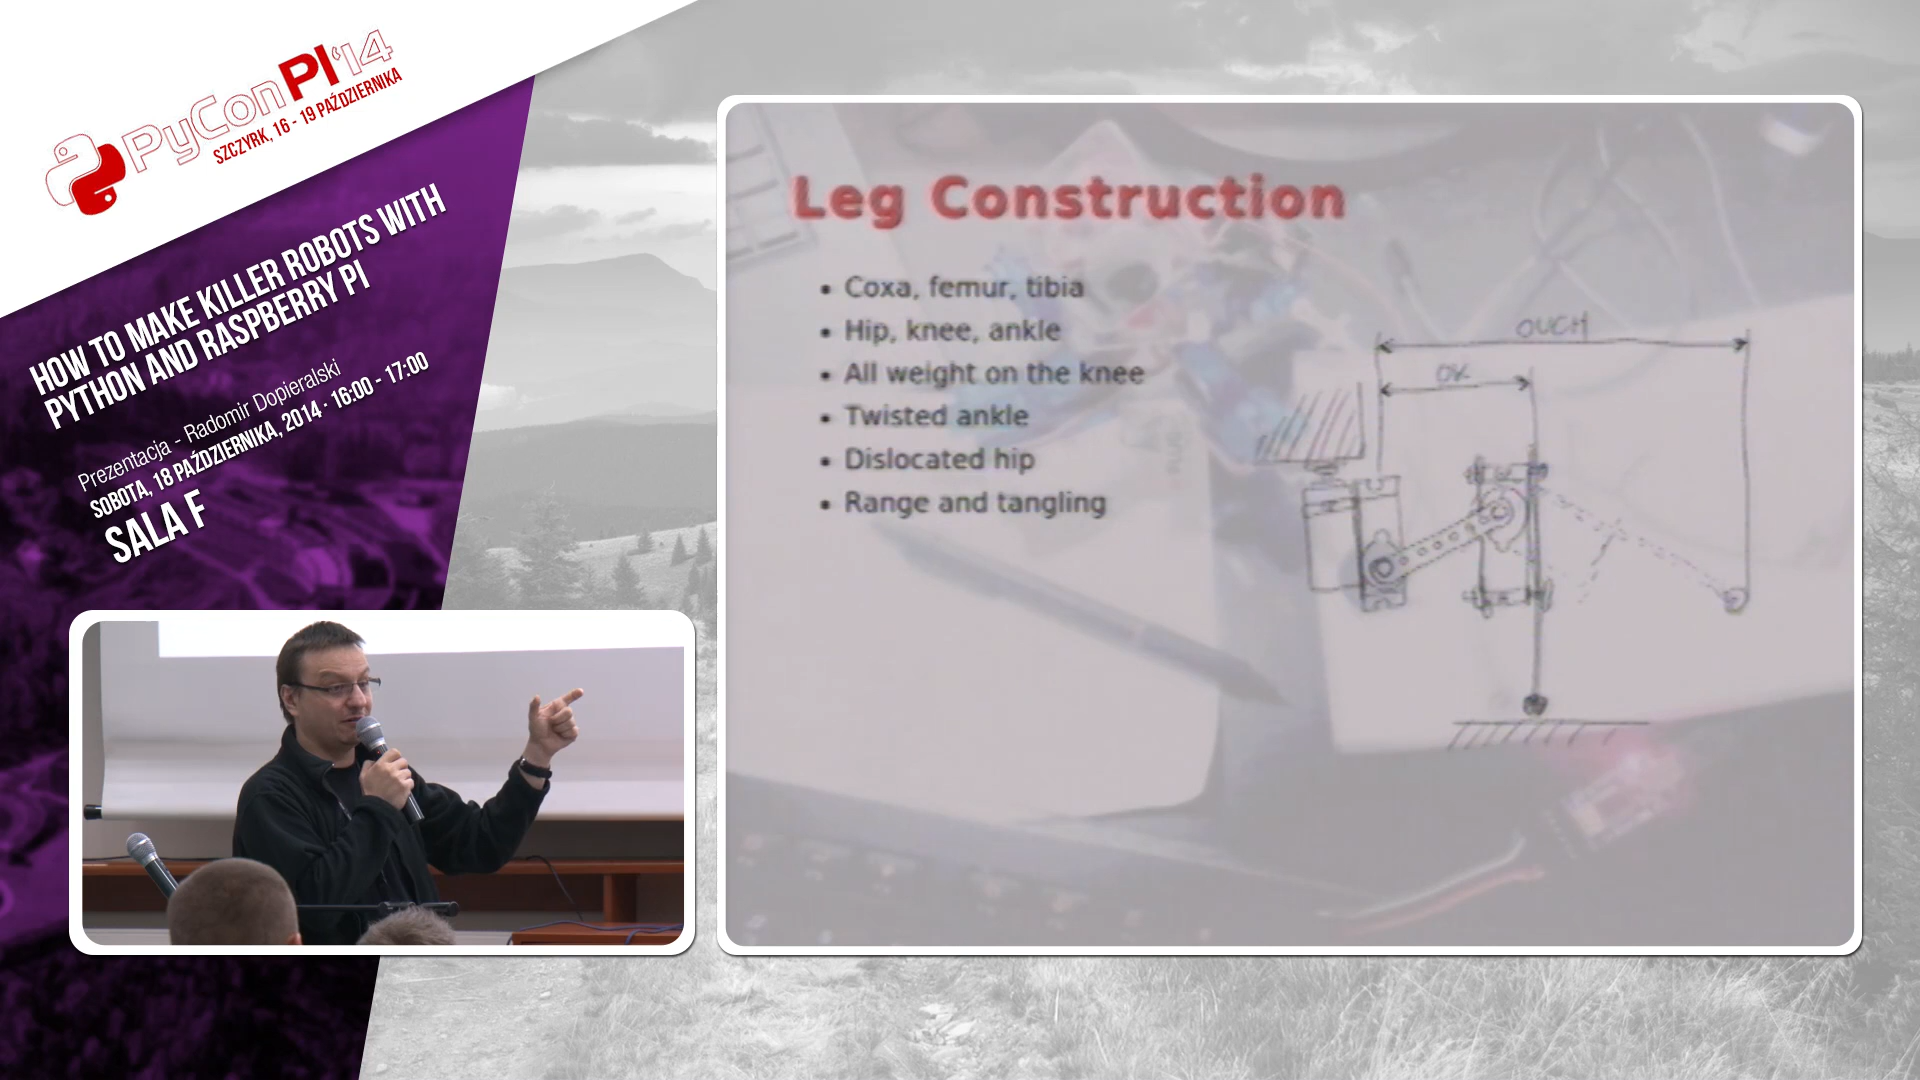 PyConPl'14
SZCZYRK, 16 - 19 PAŹDZIERNIKA
HOW TO MAKE KILLER ROBOTS WITH
PYTHON AND RASPBERRY PI
Prezentacja - Radomir Dopieralski
SOBOTA, 18 PAŹDZIERNIKA, 2014 · 16:00 - 17:00
SALA F
Leg Construction
• Coxa, femur, tibia
• Hip, knee, ankle
• All weight on the knee
• Twisted ankle
• Dislocated hip
• Range and tangling
OUCH
OK